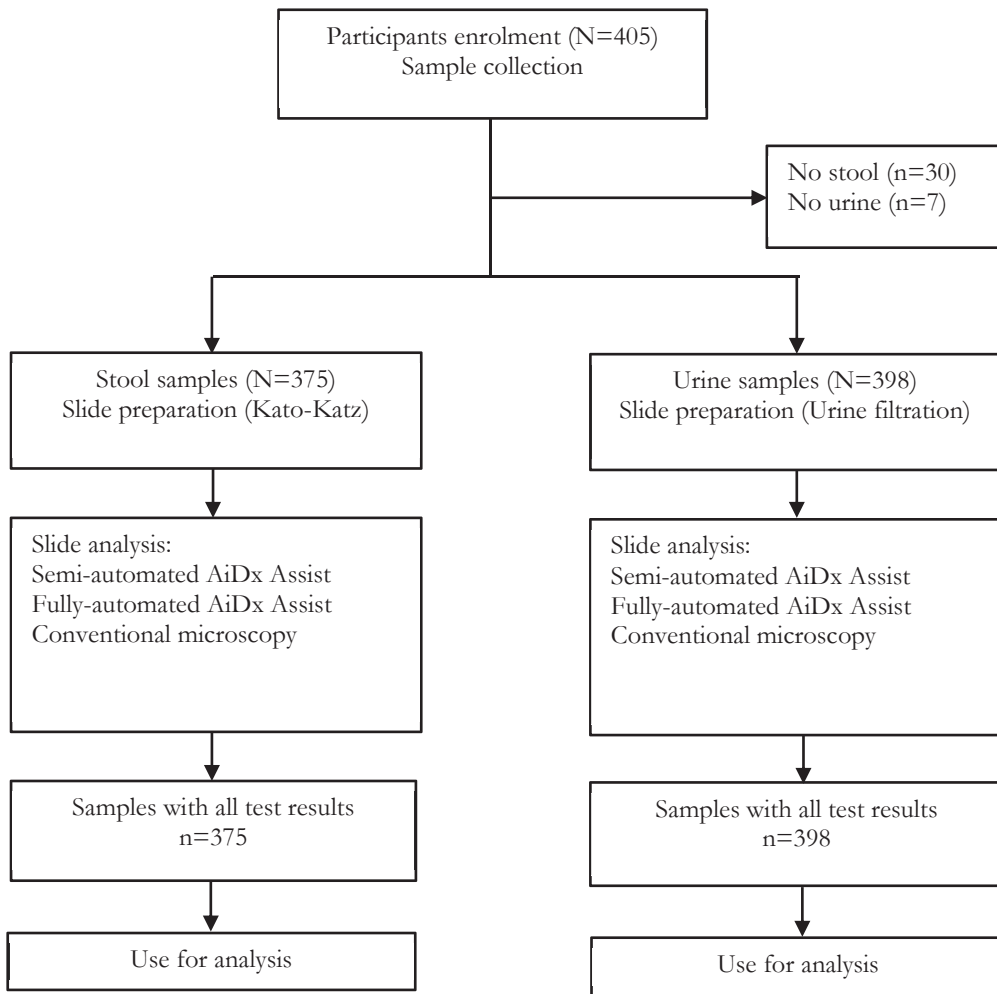 Participants enrolment (N=405)
Sample collection
No stool (n=30)
No urine (n=7)
Stool samples (N=375)
Slide preparation (Kato-Katz)
Urine samples (N=398)
Slide preparation (Urine filtration)
Slide analysis:
Semi-automated AiDx Assist
Fully-automated AiDx Assist
Conventional microscopy
Slide analysis:
Semi-automated AiDx Assist
Fully-automated AiDx Assist
Conventional microscopy
Samples with all test results
n=375
Samples with all test results
n=398
Use for analysis
Use for analysis